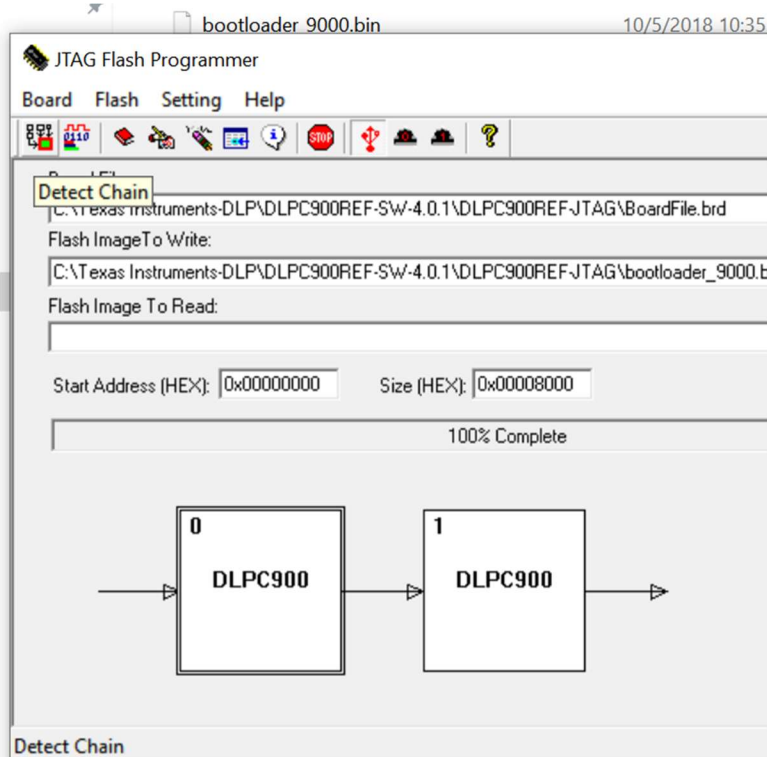 bootloader_9000.bin 10/5/2018 10:35
JTAG Flash Programmer
Board Flash Setting Help
0110 STOP
Detect Chain
C:\Texas Instruments-DLP\DLPC900REF-SW-4.0.1\DLPC900REF-JTAG\BoardFile.brd
Flash ImageTo Write:
C:\Texas Instruments-DLP\DLPC900REF-SW-4.0.1\DLPC900REF-JTAG\bootloader_9000.b
Flash Image To Read:
Start Address (HEX): 0x00000000 Size (HEX): 0x00008000
100% Complete
0 1
DLPC900 DLPC900
Detect Chain